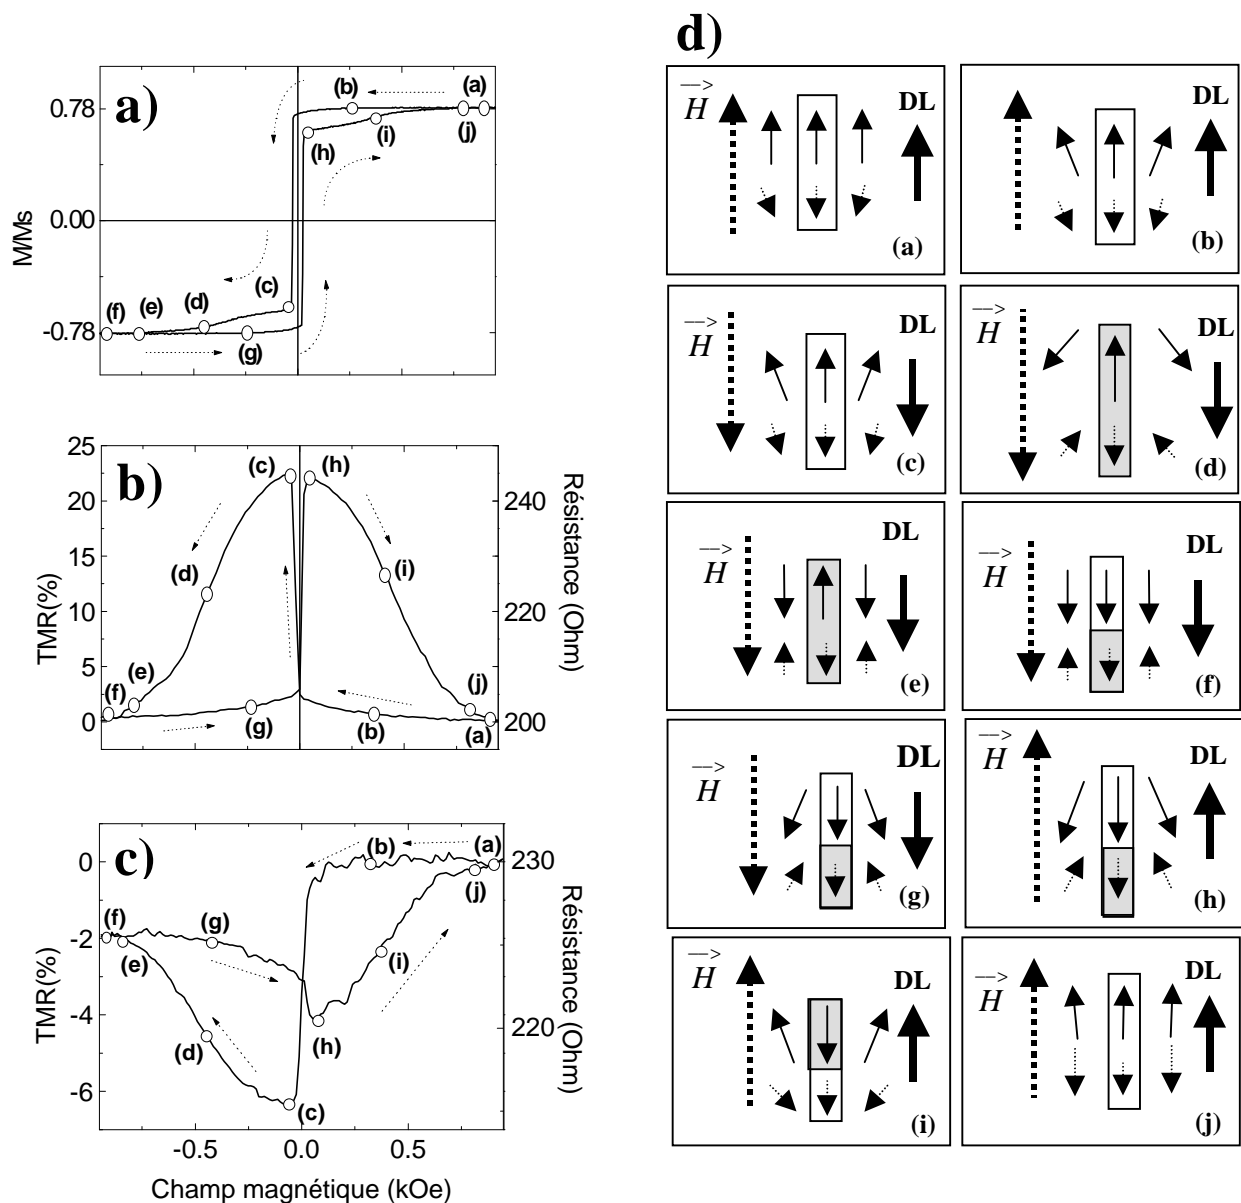 a)
(b)
(a)
(j)
(i)
(h)
0.78
0.00
-0.78
M/Ms
(c)
(d)
(e)
(f)
(g)
b)
25
20
15
10
5
0
TMR(%)
(c)
(h)
(d)
(i)
(e)
(f)
(g)
(b)
(j)
(a)
240
220
200
Résistance (Ohm)
c)
0
-2
-4
-6
TMR(%)
(b)
(a)
(j)
(f)
(e)
(g)
(i)
(h)
(d)
(c)
230
220
Résistance (Ohm)
-0.5
0.0
0.5
Champ magnétique (kOe)
d)
H
DL
(a)
DL
(b)
H
DL
(c)
H
DL
(d)
H
DL
(e)
H
DL
(f)
H
DL
(g)
H
DL
(h)
H
DL
(i)
H
DL
(j)